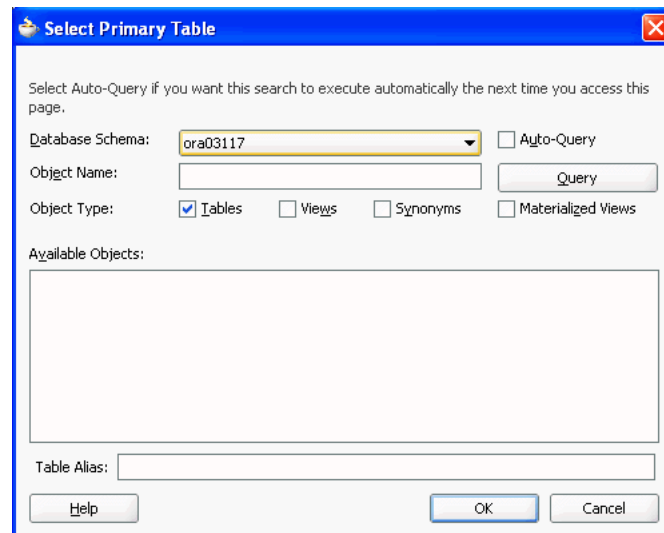 Select Primary Table
Select Auto-Query if you want this search to execute automatically the next time you access this
page.
Database Schema: ora03117 Auto-Query
Object Name: Query
Object Type: Tables Views Synonyms Materialized Views
Available Objects:
Table Alias:
Help OK Cancel